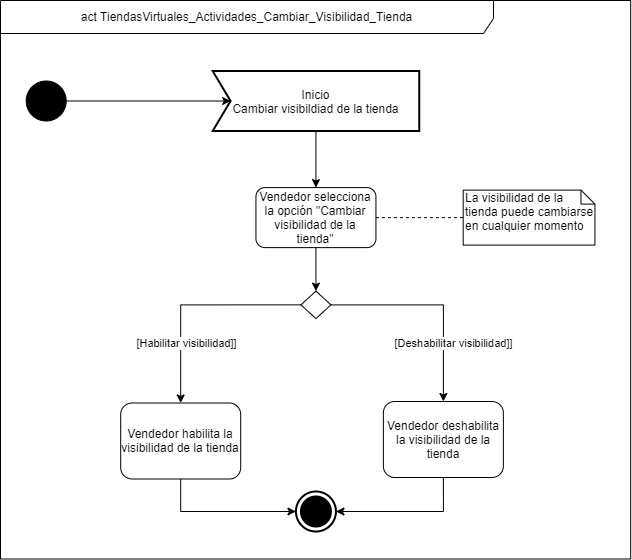 act TiendasVirtuales_Actividades_Cambiar_Visibilidad_Tienda
Inicio
Cambiar visibildiad de la tienda
Vendedor selecciona
la opción "Cambiar
visibilidad de la
tienda"
La visibilidad de la
tienda puede cambiarse
en cualquier momento
[Habilitar visibilidad]]
[Deshabilitar visibilidad]]
Vendedor habilita la
visibilidad de la tienda
Vendedor deshabilita
la visibilidad de la
tienda